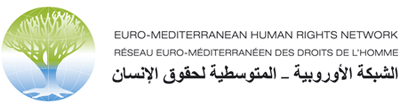 EURO-MEDITERRANEAN HUMAN RIGHTS NETWORK
RÉSEAU EURO-MÉDITERRANÉEN DES DROITS DE L'HOMME
الشبكة الأوروبية - المتوسطية لحقوق الإنسان